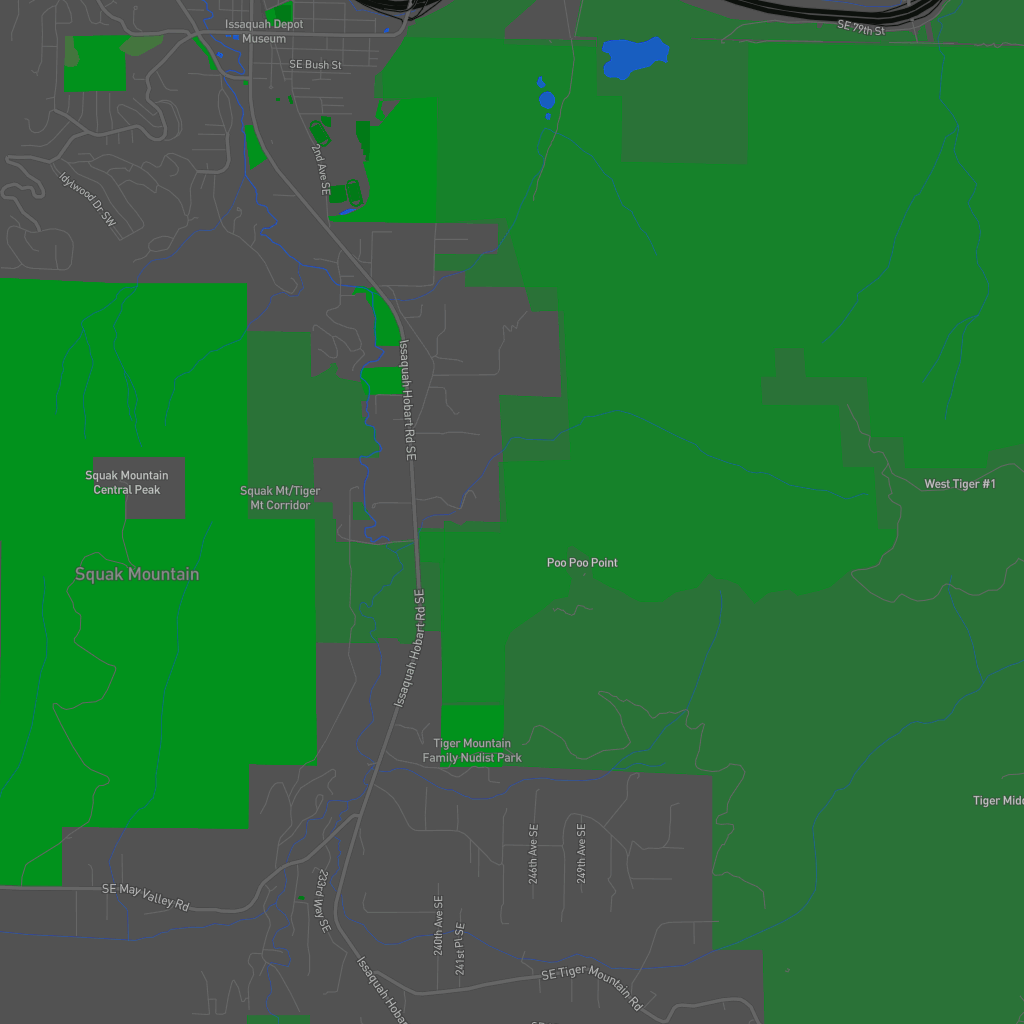 Issaquah Depot
Museum
SE 79th St
SE Bush St
2nd Ave SE
Idylwood Dr SW
Issaquah Hobart Rd SE
Squak Mountain
Central Peak
Squak Mt/Tiger
Mt Corridor
West Tiger #1
Poo Poo Point
Squak Mountain
Issaquah Hobart Rd SE
Tiger Mountain
Family Nudist Park
246th Ave SE
249th Ave SE
SE May Valley Rd
233rd Way SE
240th Ave SE
241st Pl SE
Issaquah Hobar
SE Tiger Mountain Rd